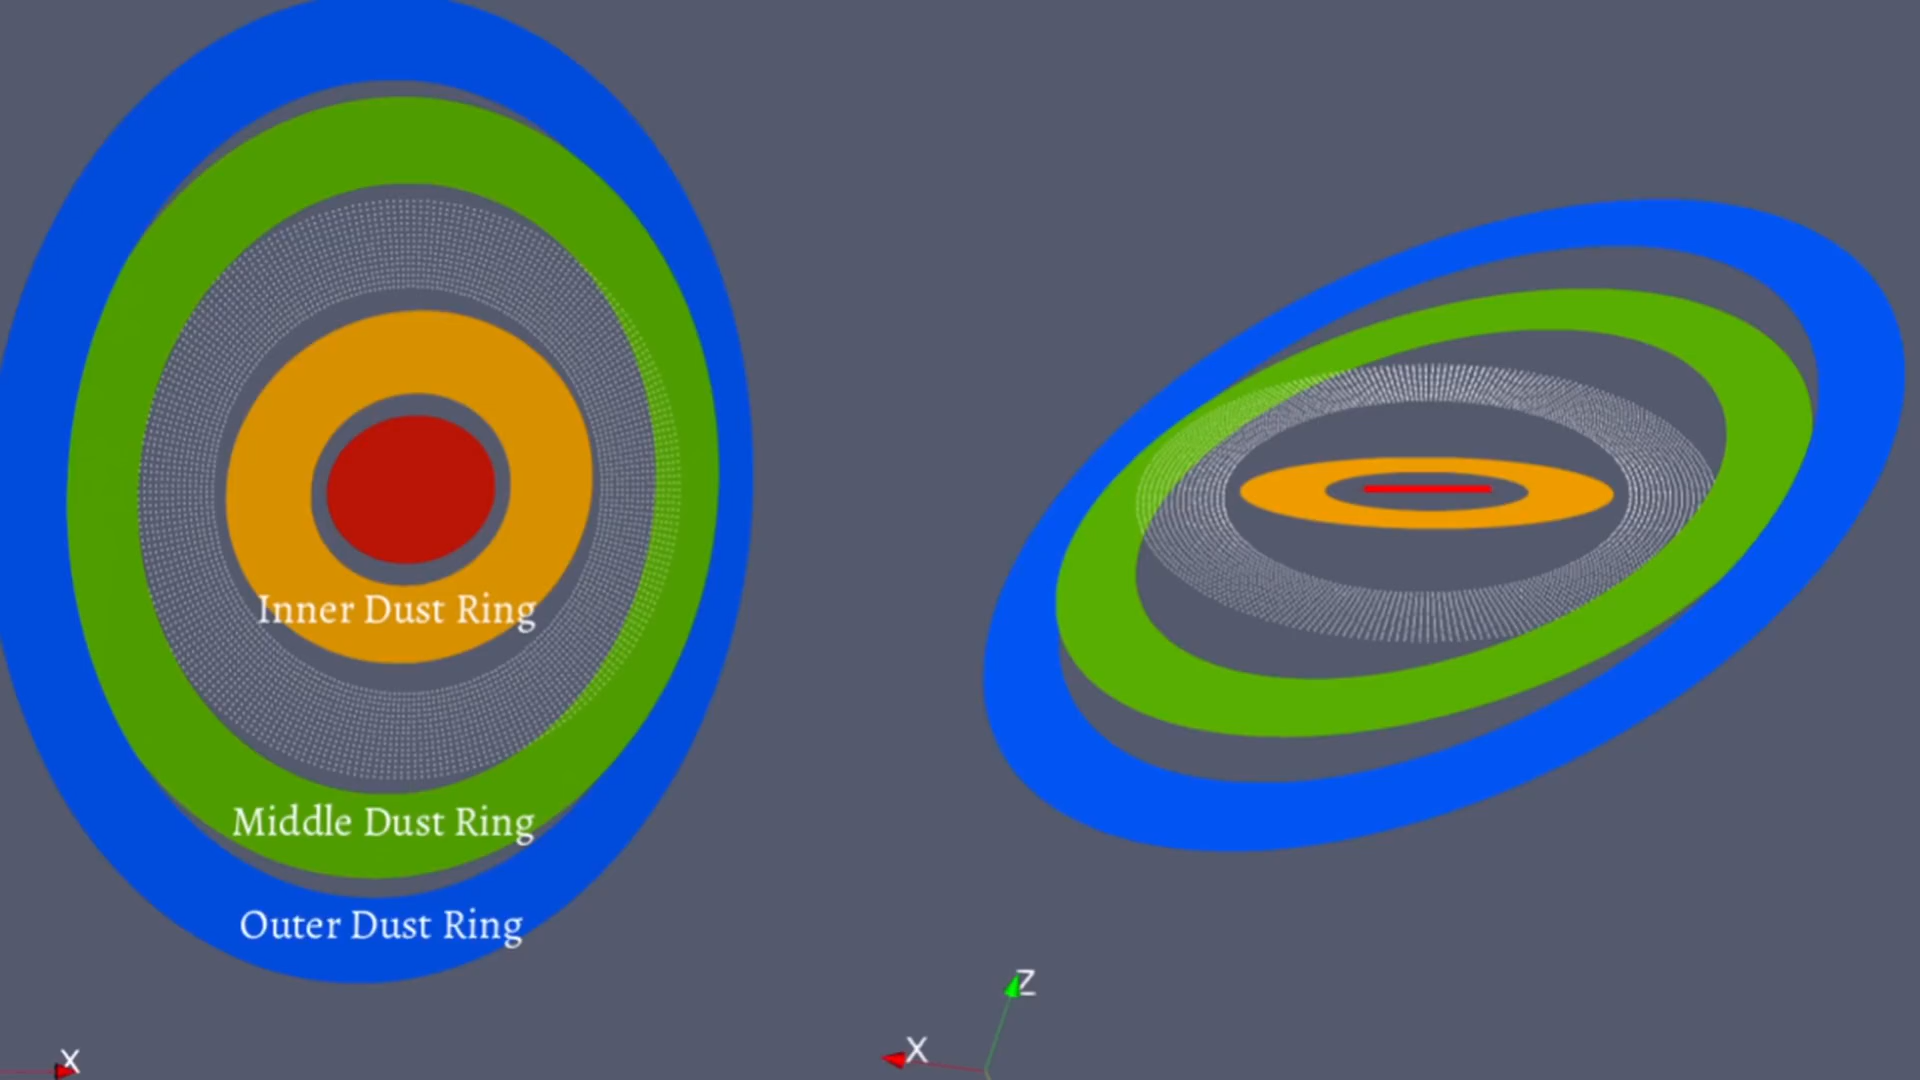 Inner Dust Ring
Middle Dust Ring
Outer Dust Ring
X
Z
X